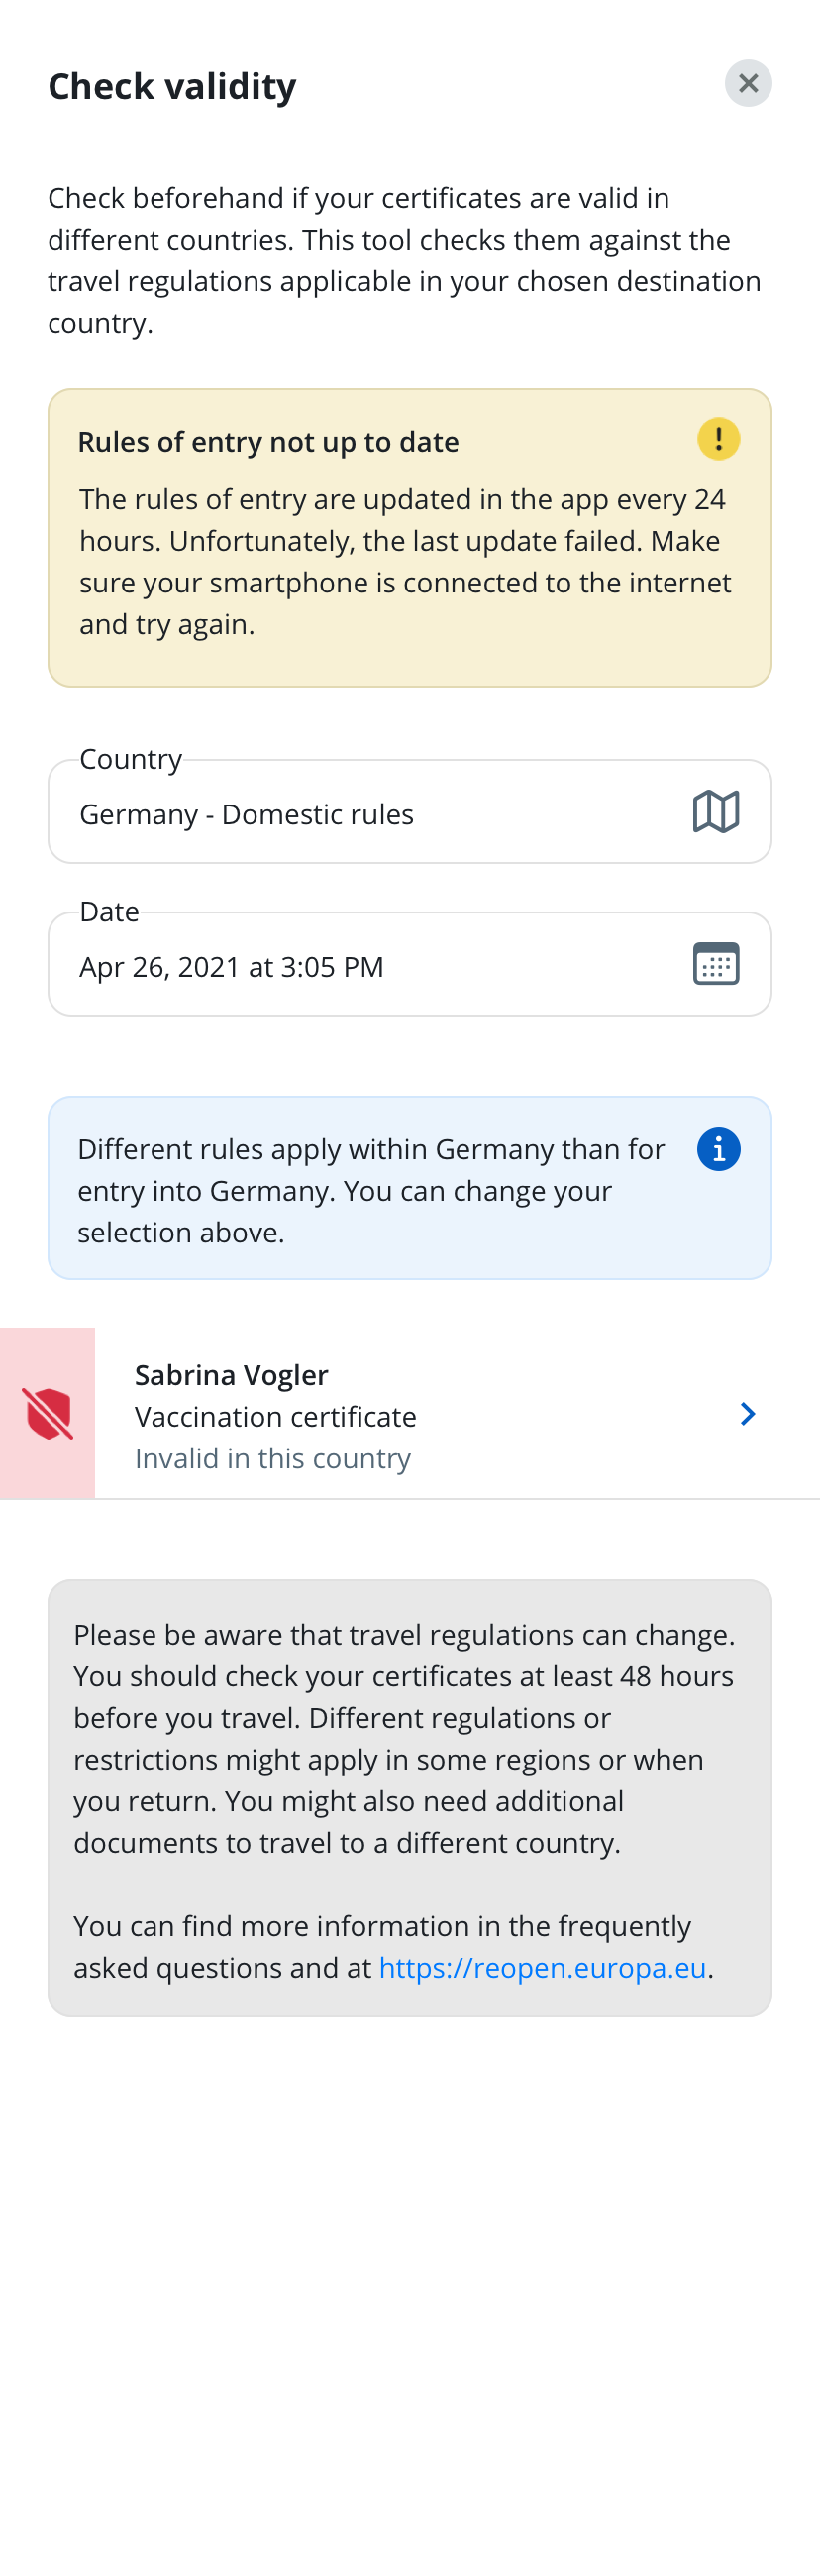 Check validity
Check beforehand if your certificates are valid in
different countries. This tool checks them against the
travel regulations applicable in your chosen destination
country.
Rules of entry not up to date
The rules of entry are updated in the app every 24
hours. Unfortunately, the last update failed. Make
sure your smartphone is connected to the internet
and try again.
Country
Germany - Domestic rules
Date
Apr 26, 2021 at 3:05 PM
Different rules apply within Germany than for
entry into Germany. You can change your
selection above.
Sabrina Vogler
Vaccination certificate
Invalid in this country
Please be aware that travel regulations can change.
You should check your certificates at least 48 hours
before you travel. Different regulations or
restrictions might apply in some regions or when
you return. You might also need additional
documents to travel to a different country.
You can find more information in the frequently
asked questions and at https://reopen.europa.eu.